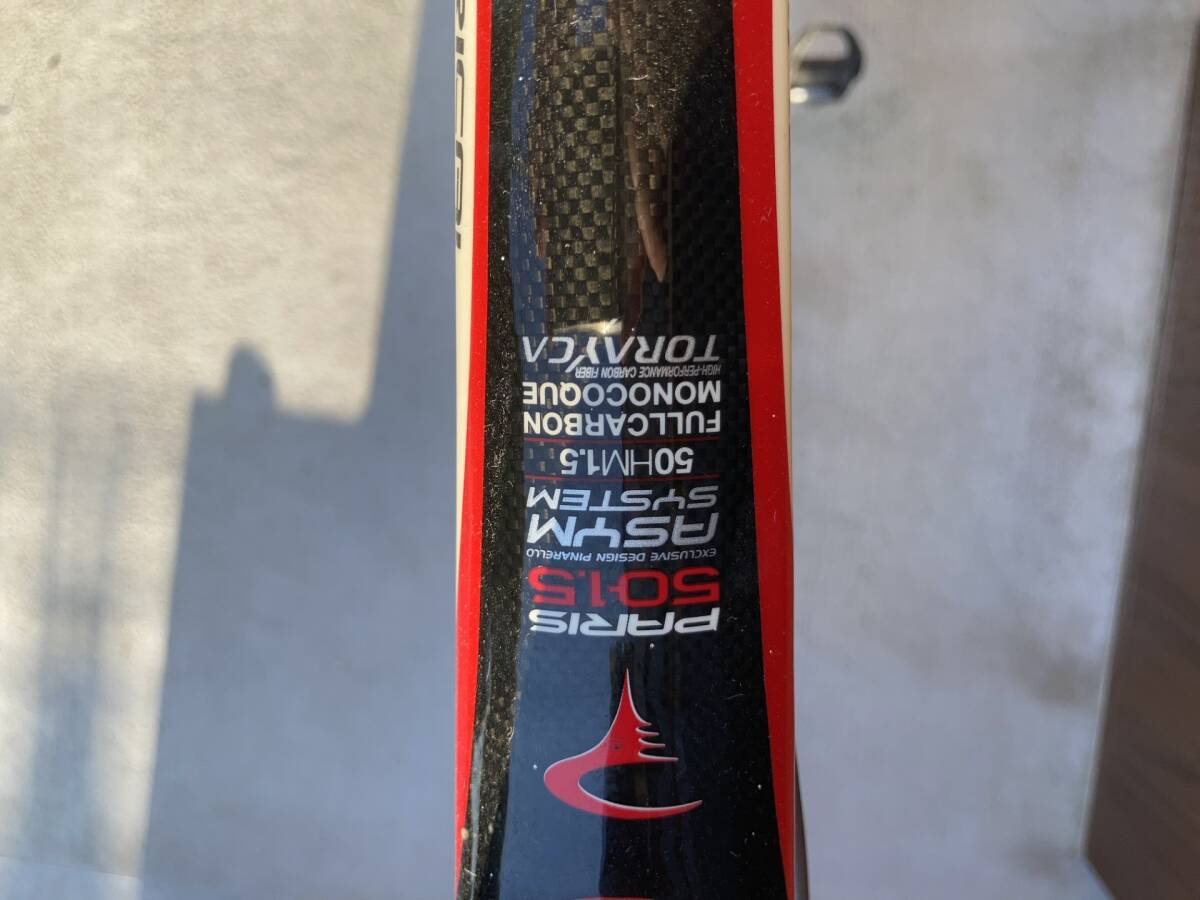 PARIS
50-1.5
EXCLUSIVE DESIGN PINARELLO
ASYM
SYSTEM
50HM1.5
FULLCARBON
MONOCOQUE
HIGH-PERFORMANCE CARBON FIBER
TORAYCA